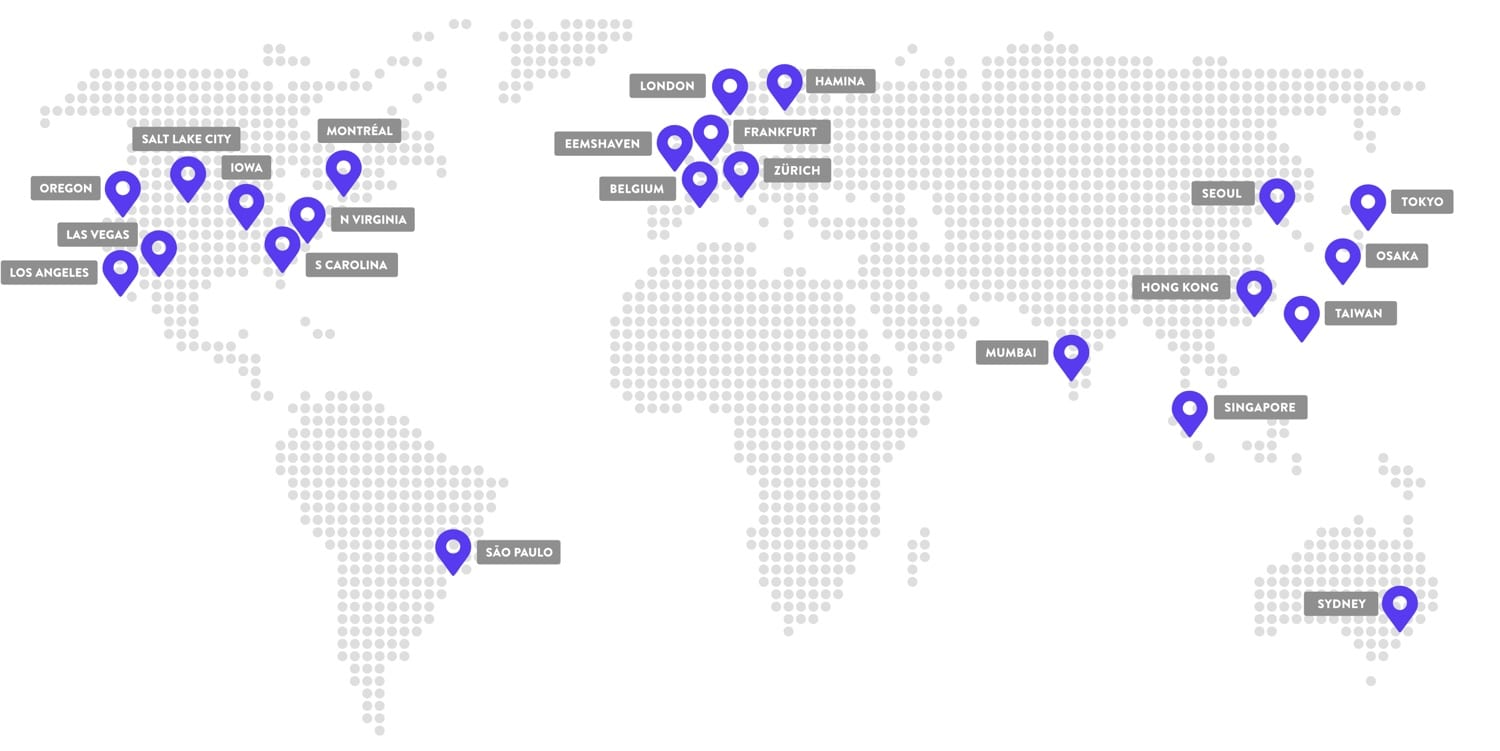 LONDON
HAMINA
MONTRÉAL
SALT LAKE CITY
FRANKFURT
EEMSHAVEN
IOWA
ZÜRICH
OREGON
BELGIUM
SEOUL
TOKYO
N VIRGINIA
LAS VEGAS
OSAKA
S CAROLINA
LOS ANGELES
HONG KONG
TAIWAN
MUMBAI
SINGAPORE
SÃO PAULO
SYDNEY